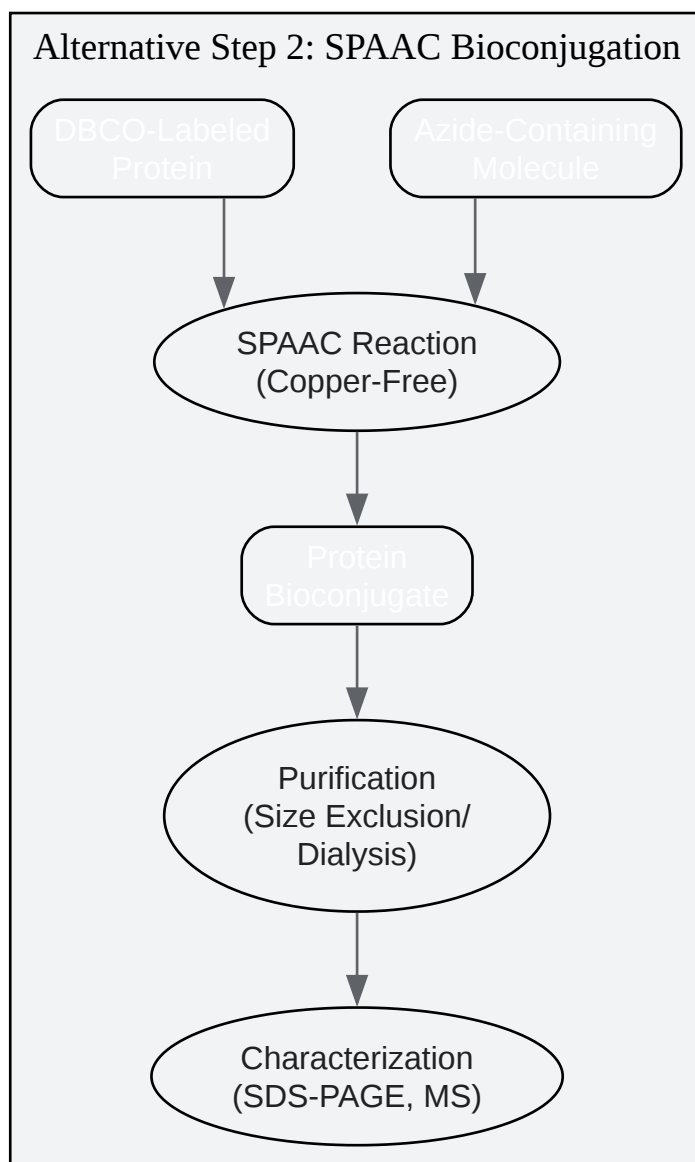 Alternative Step 2: SPAAC Bioconjugation
DBCO-Labeled
Protein
Azide-Containing
Molecule
SPAAC Reaction
(Copper-Free)
Protein
Bioconjugate
Purification
(Size Exclusion/
Dialysis)
Characterization
(SDS-PAGE, MS)